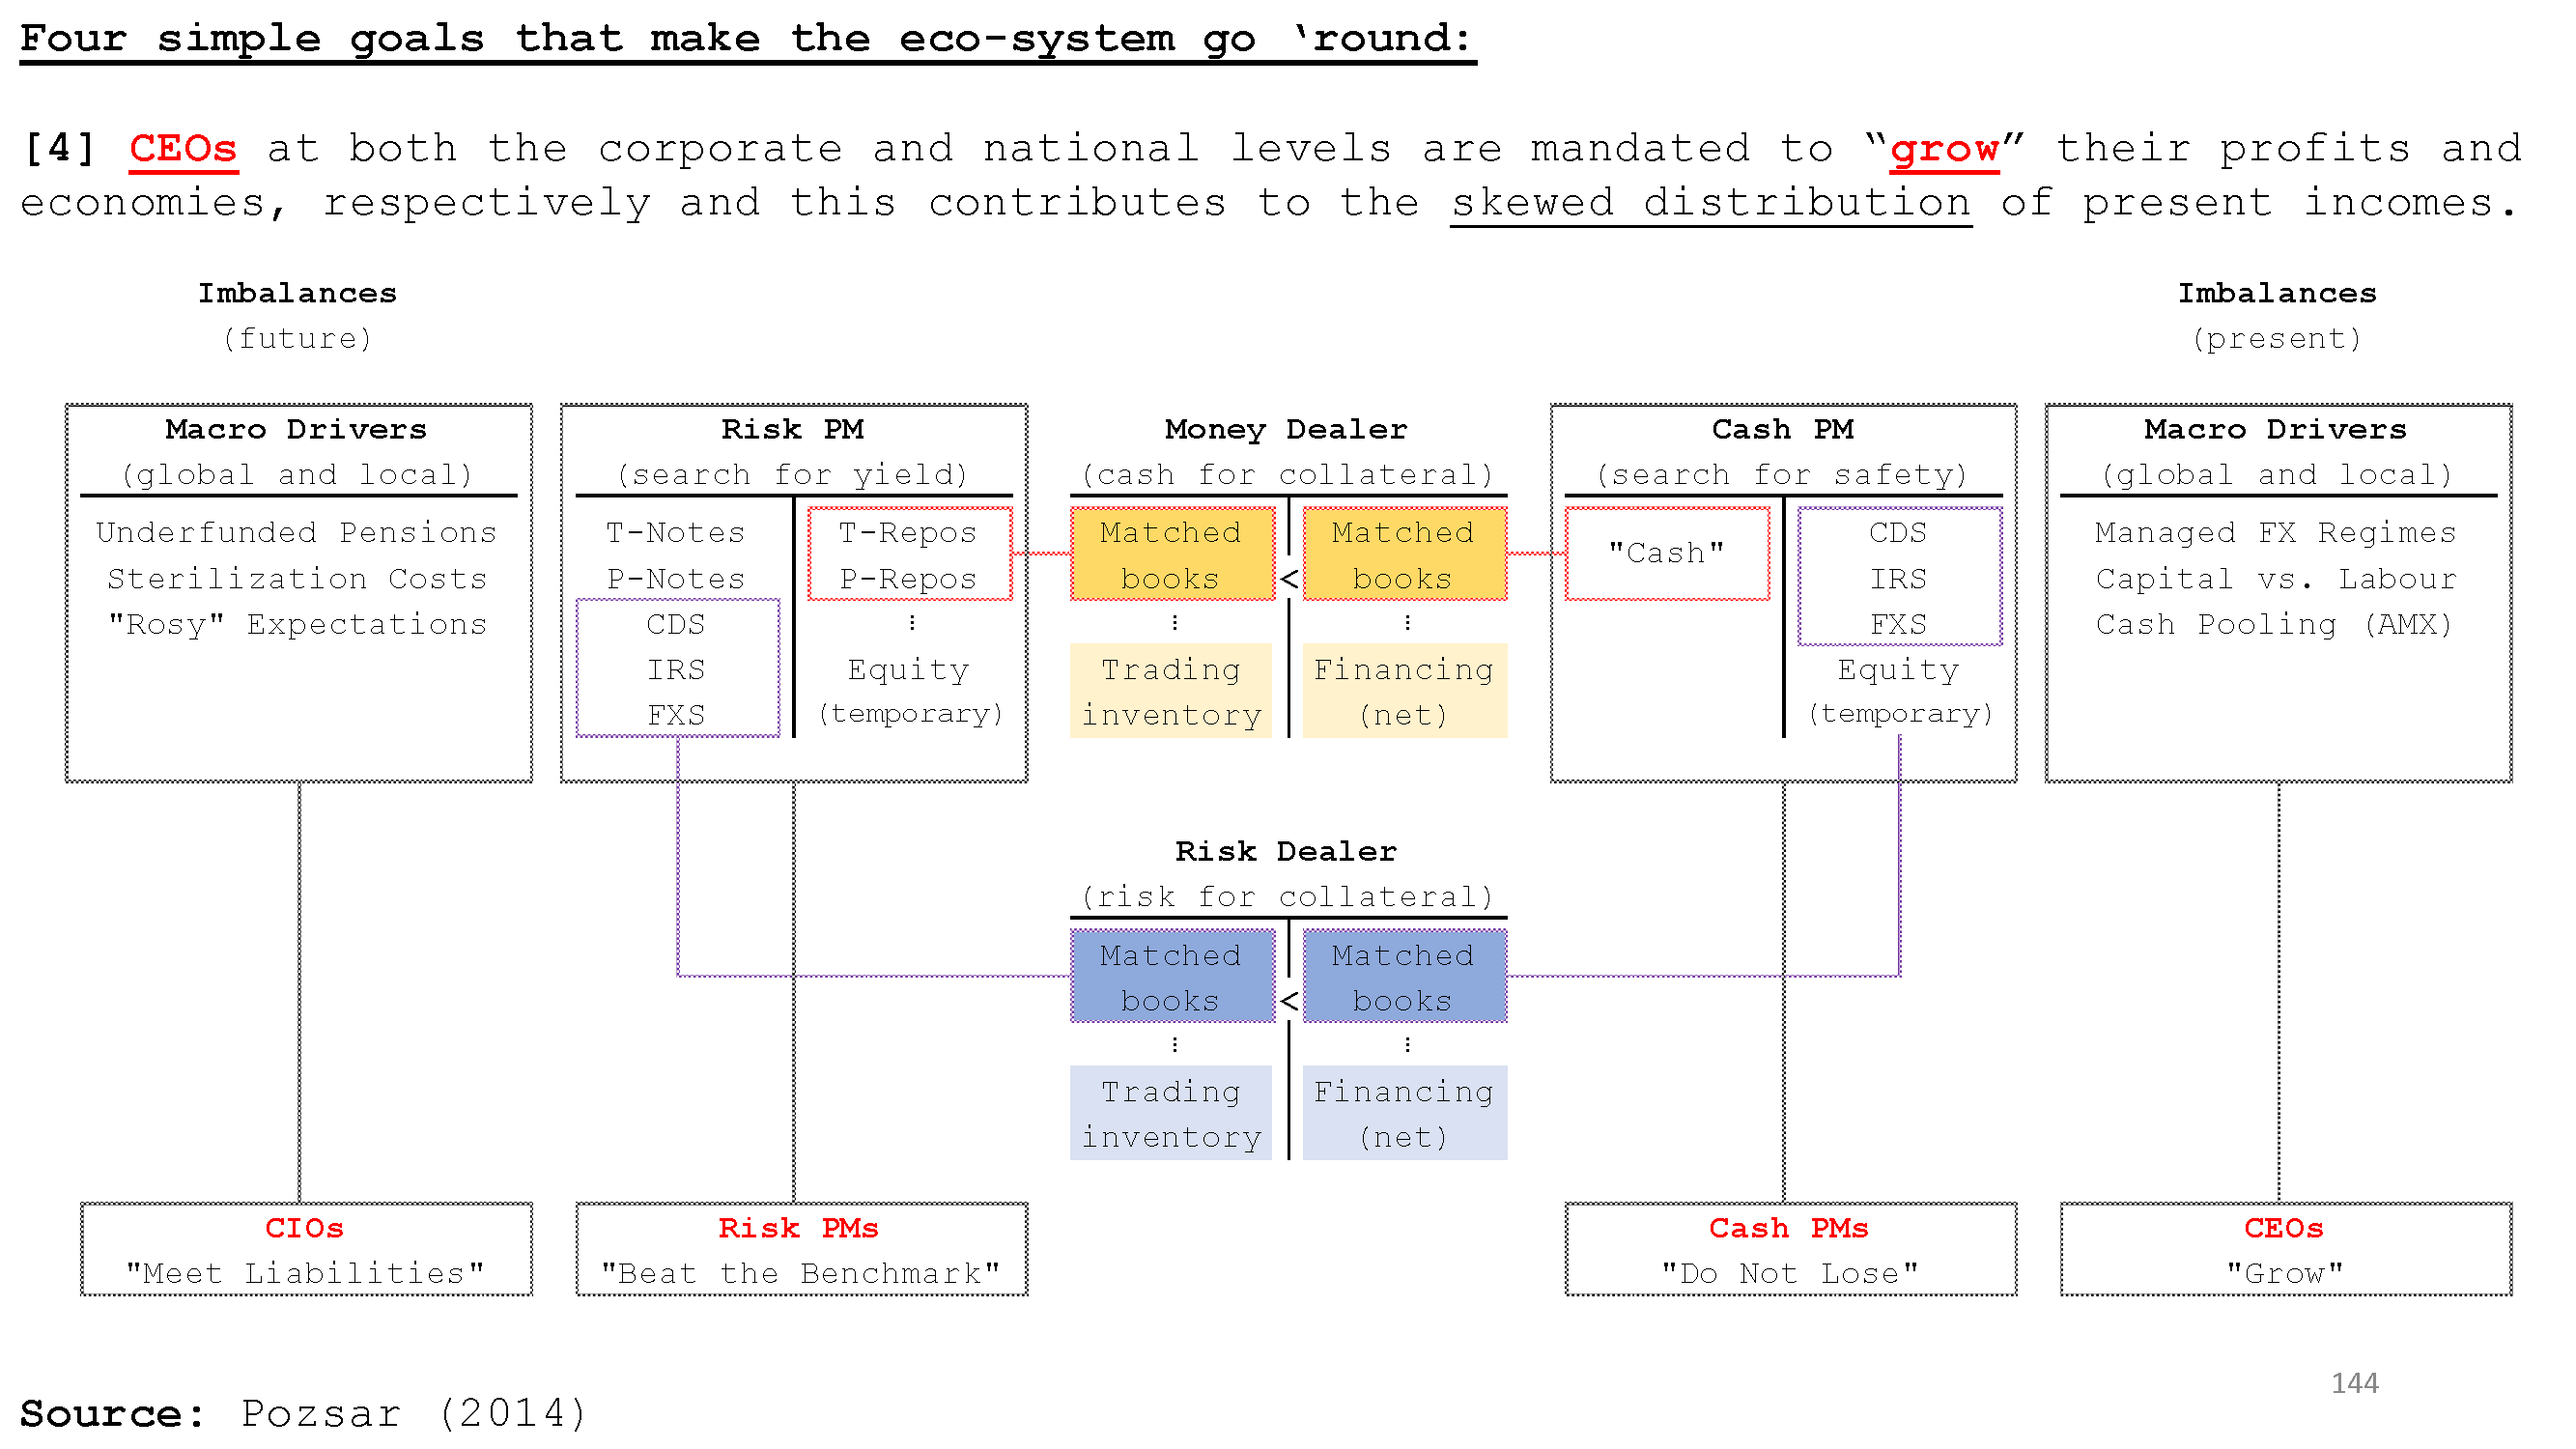 Four simple goals that make the eco-system go ‘round:
[4] CEOs at both the corporate and national levels are mandated to “grow” their profits and
economies, respectively and this contributes to the skewed distribution of present incomes.
Imbalances
(future)
Imbalances
(present)
Macro Drivers
(global and local)
Underfunded Pensions
Sterilization Costs
"Rosy" Expectations
Risk PM
(search for yield)
T-Notes
P-Notes
CDS
IRS
FXS
T-Repos
P-Repos
⋮
Equity
(temporary)
Money Dealer
(cash for collateral)
Matched
books
<
Matched
books
⋮
⋮
Trading
inventory
Financing
(net)
Cash PM
(search for safety)
"Cash"
CDS
IRS
FXS
Equity
(temporary)
Macro Drivers
(global and local)
Managed FX Regimes
Capital vs. Labour
Cash Pooling (AMX)
Risk Dealer
(risk for collateral)
Matched
books
<
Matched
books
⋮
⋮
Trading
inventory
Financing
(net)
CIOs
"Meet Liabilities"
Risk PMs
"Beat the Benchmark"
Cash PMs
"Do Not Lose"
CEOs
"Grow"
144
Source: Pozsar (2014)